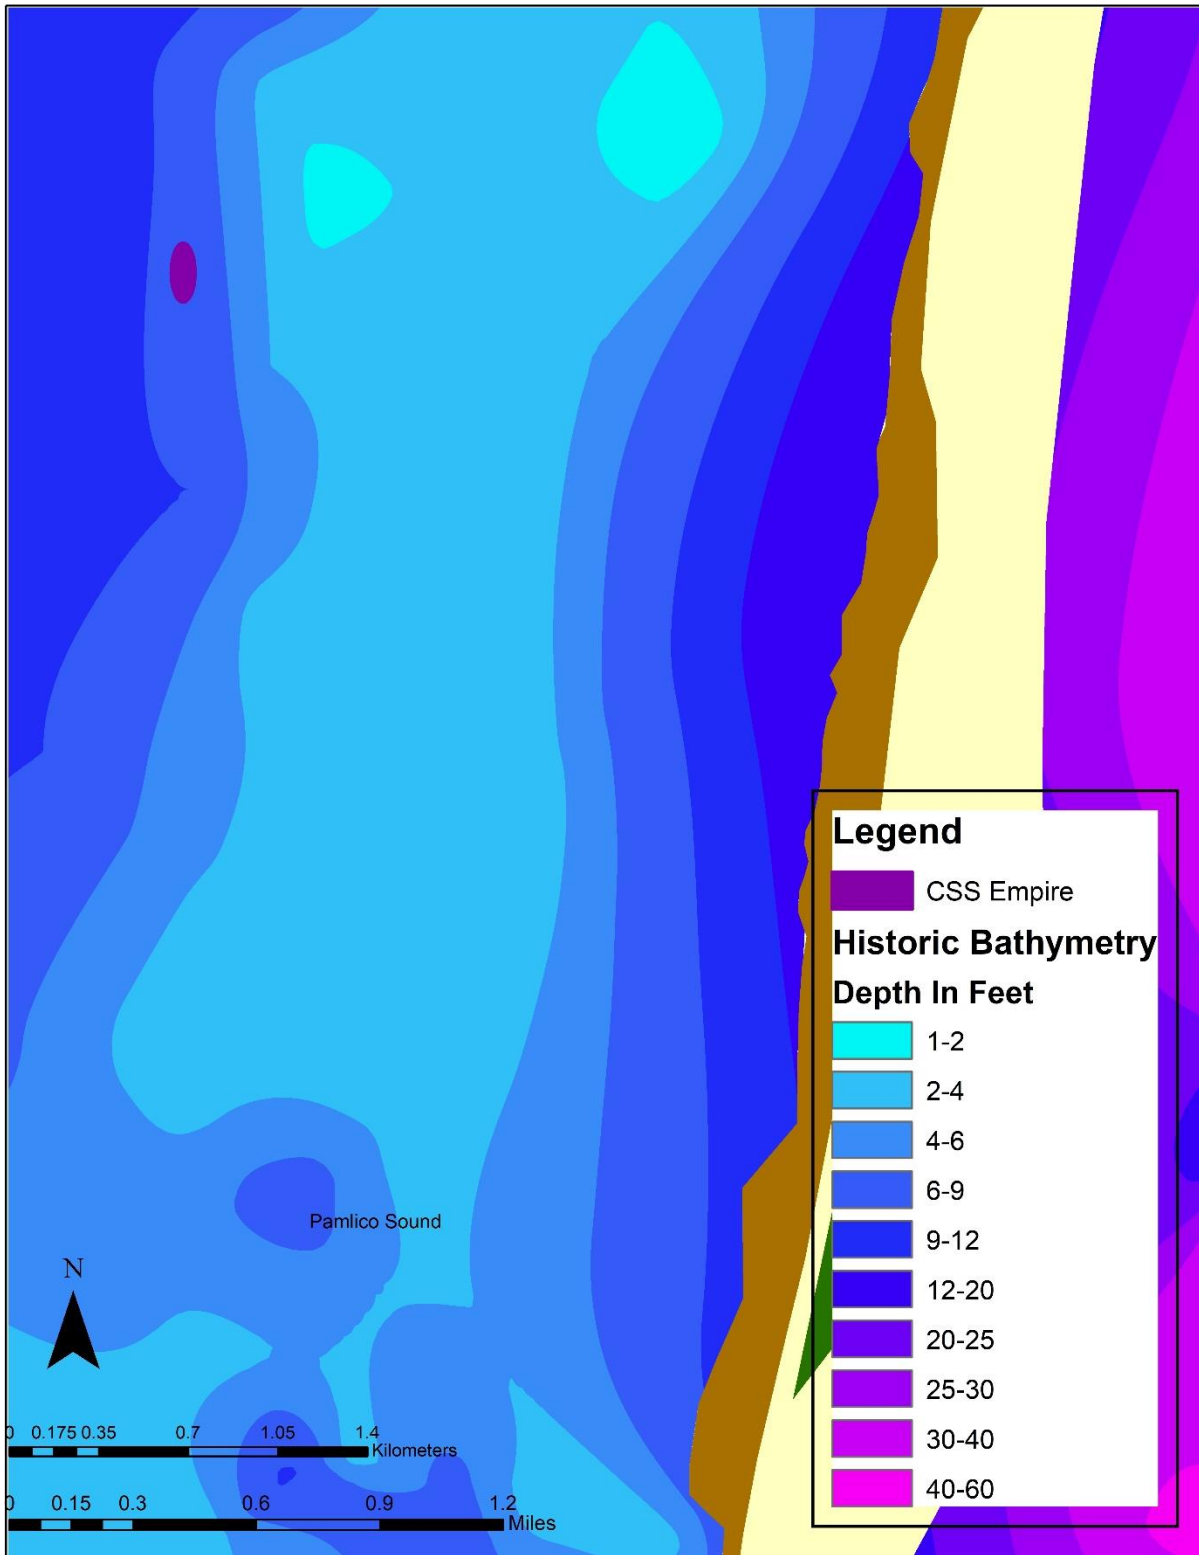 Legend
CSS Empire
Historic Bathymetry
Depth In Feet
1-2
2-4
4-6
6-9
9-12
12-20
20-25
25-30
30-40
40-60
Pamlico Sound
N
0 0.175 0.35 0.7 1.05 1.4
Kilometers
0 0.15 0.3 0.6 0.9 1.2
Miles